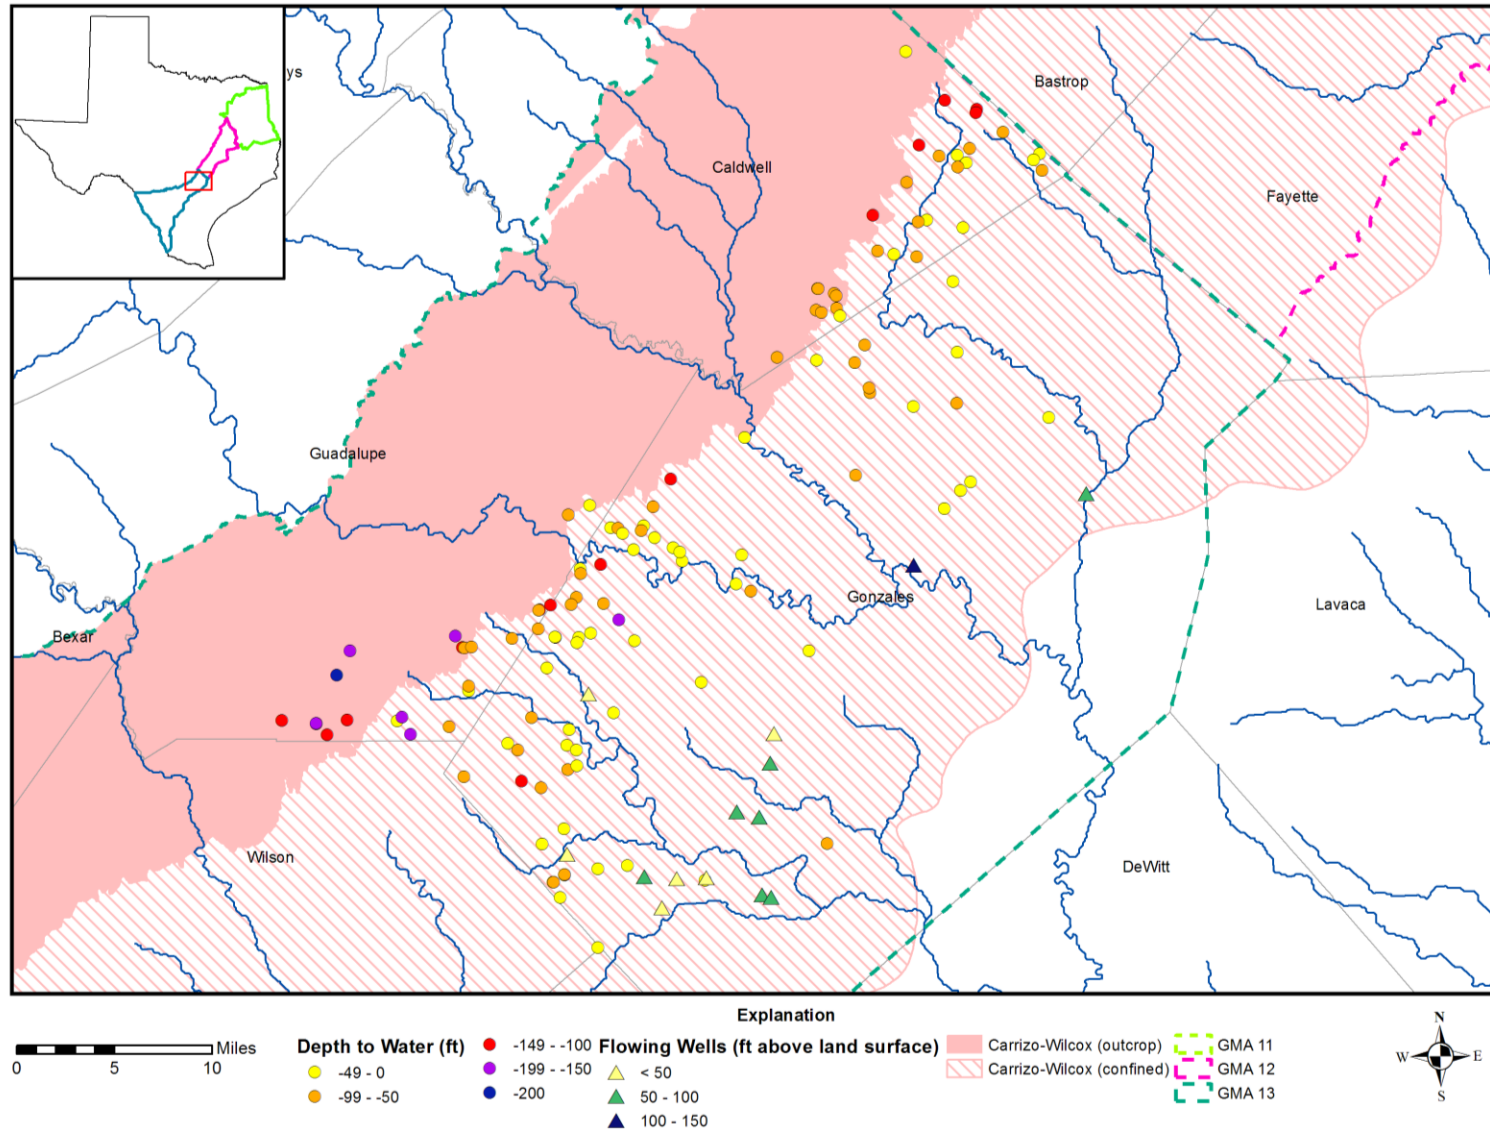 ys
Bastrop
Caldwell
Fayette
Guadalupe
Gonzales
Lavaca
Bexar
Wilson
DeWitt
Explanation
Miles
0 5 10
Depth to Water (ft)
-49 - 0
-99 - -50
-149 - -100
-199 - -150
-200
Flowing Wells (ft above land surface)
< 50
50 - 100
100 - 150
Carrizo-Wilcox (outcrop)
Carrizo-Wilcox (confined)
GMA 11
GMA 12
GMA 13
N
W E
S